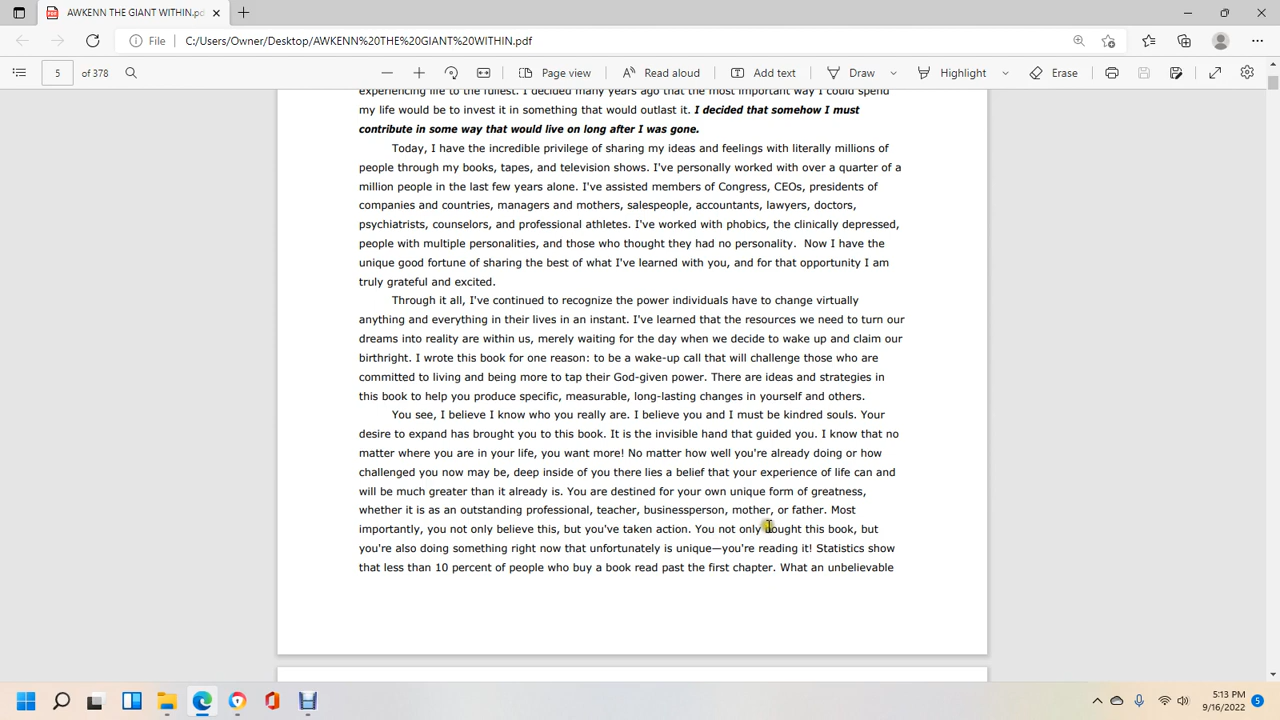 AWKENN THE GIANT WITHIN.pd
File
C:/Users/Owner/Desktop/AWKENN%20THE%20GIANT%20WITHIN.pdf
5 of 378
Page view
Read aloud
Add text
Draw
Highlight
Erase
experiencing life to the fullest. I decided many years ago that the most important way I could spend
my life would be to invest it in something that would outlast it. I decided that somehow I must
contribute in some way that would live on long after I was gone.
Today, I have the incredible privilege of sharing my ideas and feelings with literally millions of
people through my books, tapes, and television shows. I've personally worked with over a quarter of a
million people in the last few years alone. I've assisted members of Congress, CEOs, presidents of
companies and countries, managers and mothers, salespeople, accountants, lawyers, doctors,
psychiatrists, counselors, and professional athletes. I've worked with phobics, the clinically depressed,
people with multiple personalities, and those who thought they had no personality. Now I have the
unique good fortune of sharing the best of what I've learned with you, and for that opportunity I am
truly grateful and excited.
Through it all, I've continued to recognize the power individuals have to change virtually
anything and everything in their lives in an instant. I've learned that the resources we need to turn our
dreams into reality are within us, merely waiting for the day when we decide to wake up and claim our
birthright. I wrote this book for one reason: to be a wake-up call that will challenge those who are
committed to living and being more to tap their God-given power. There are ideas and strategies in
this book to help you produce specific, measurable, long-lasting changes in yourself and others.
You see, I believe I know who you really are. I believe you and I must be kindred souls. Your
desire to expand has brought you to this book. It is the invisible hand that guided you. I know that no
matter where you are in your life, you want more! No matter how well you're already doing or how
challenged you now may be, deep inside of you there lies a belief that your experience of life can and
will be much greater than it already is. You are destined for your own unique form of greatness,
whether it is as an outstanding professional, teacher, businessperson, mother, or father. Most
importantly, you not only believe this, but you've taken action. You not only bought this book, but
you're also doing something right now that unfortunately is unique—you're reading it! Statistics show
that less than 10 percent of people who buy a book read past the first chapter. What an unbelievable
5:13 PM
9/16/2022
5